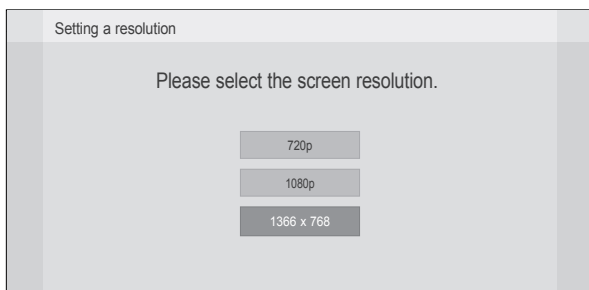 Setting a resolution
Please select the screen resolution.
720p
1080p
1366 x 768